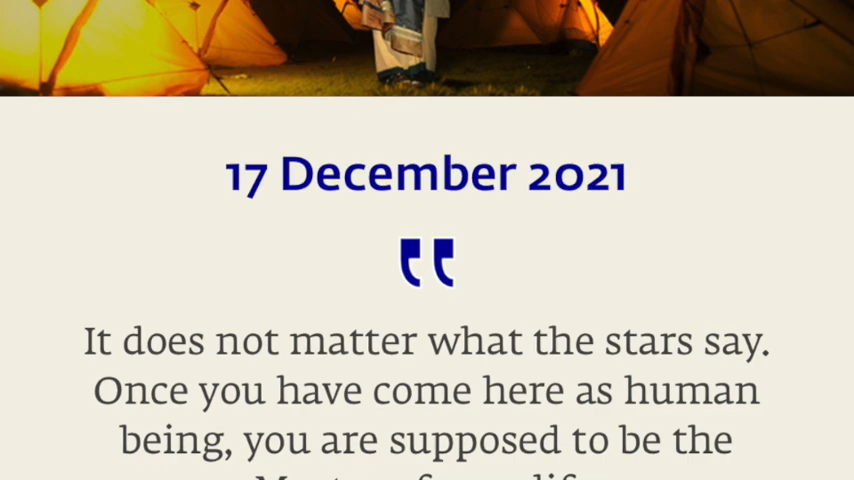 17 December 2021
It does not matter what the stars say.
Once you have come here as human
being, you are supposed to be the